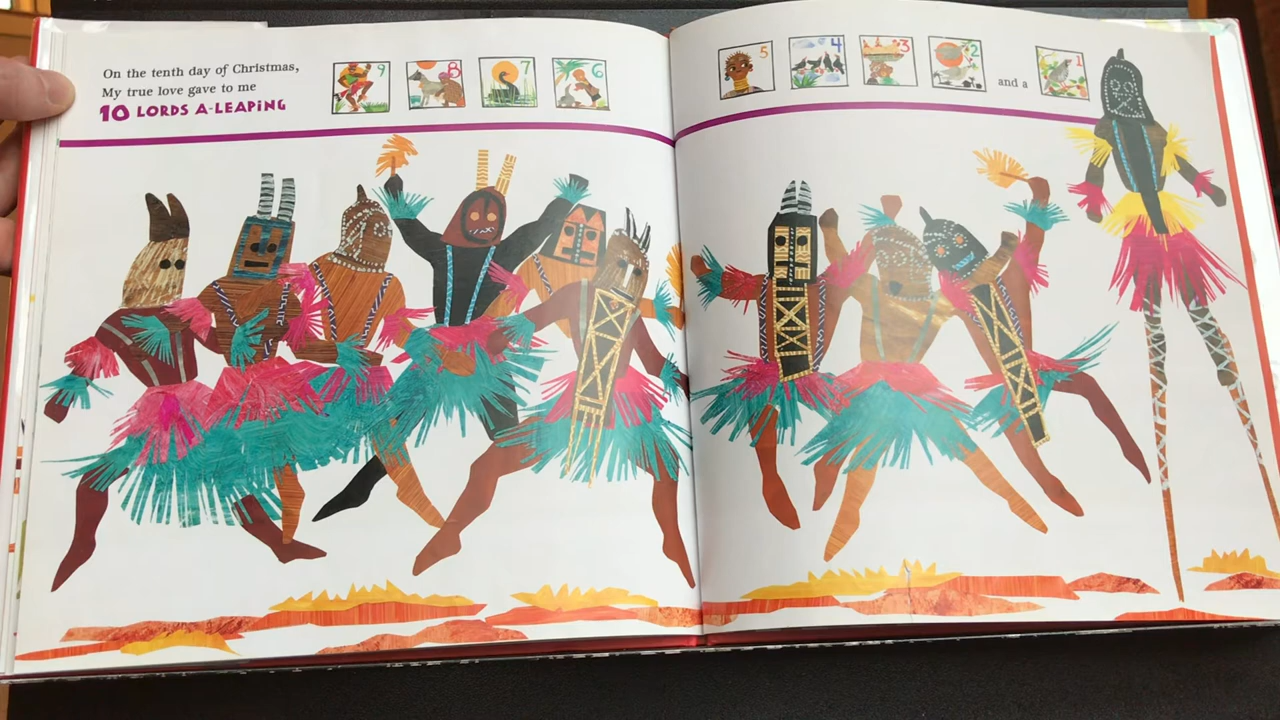 On the tenth day of Christmas,
My true love gave to me
10 LORDS A-LEAPING
9 8 7 6
5 4 3 2 and a 1